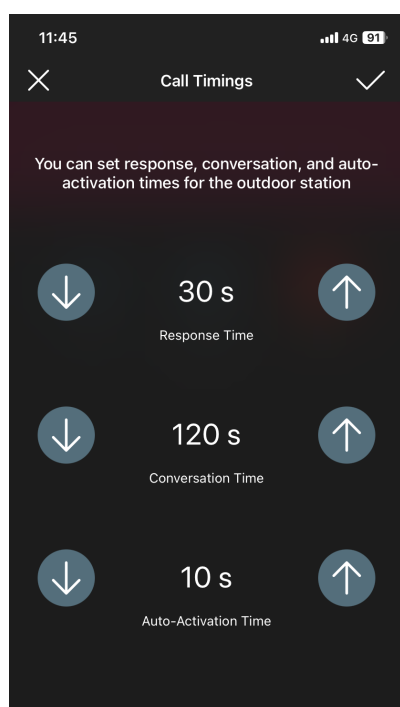 11:45
4G 91
Call Timings
You can set response, conversation, and auto-
activation times for the outdoor station
30 s
Response Time
120 s
Conversation Time
10 s
Auto-Activation Time